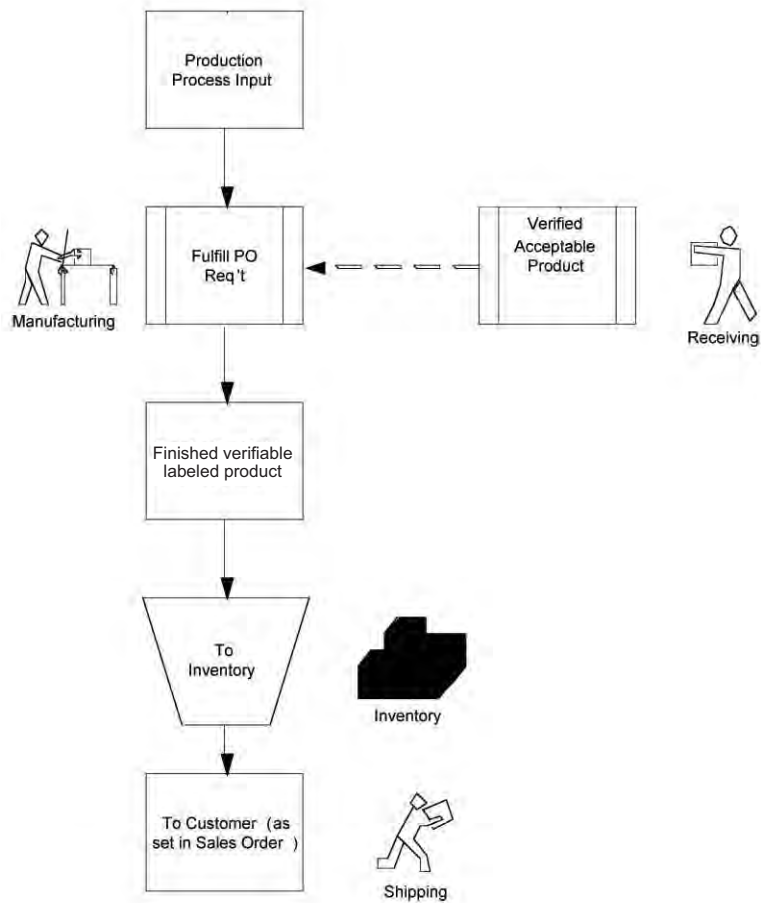 Production
Process Input
Fulfill PO
Req't
Verified
Acceptable
Product
Manufacturing
Receiving
Finished verifiable
labeled product
To
Inventory
Inventory
To Customer (as
set in Sales Order )
Shipping